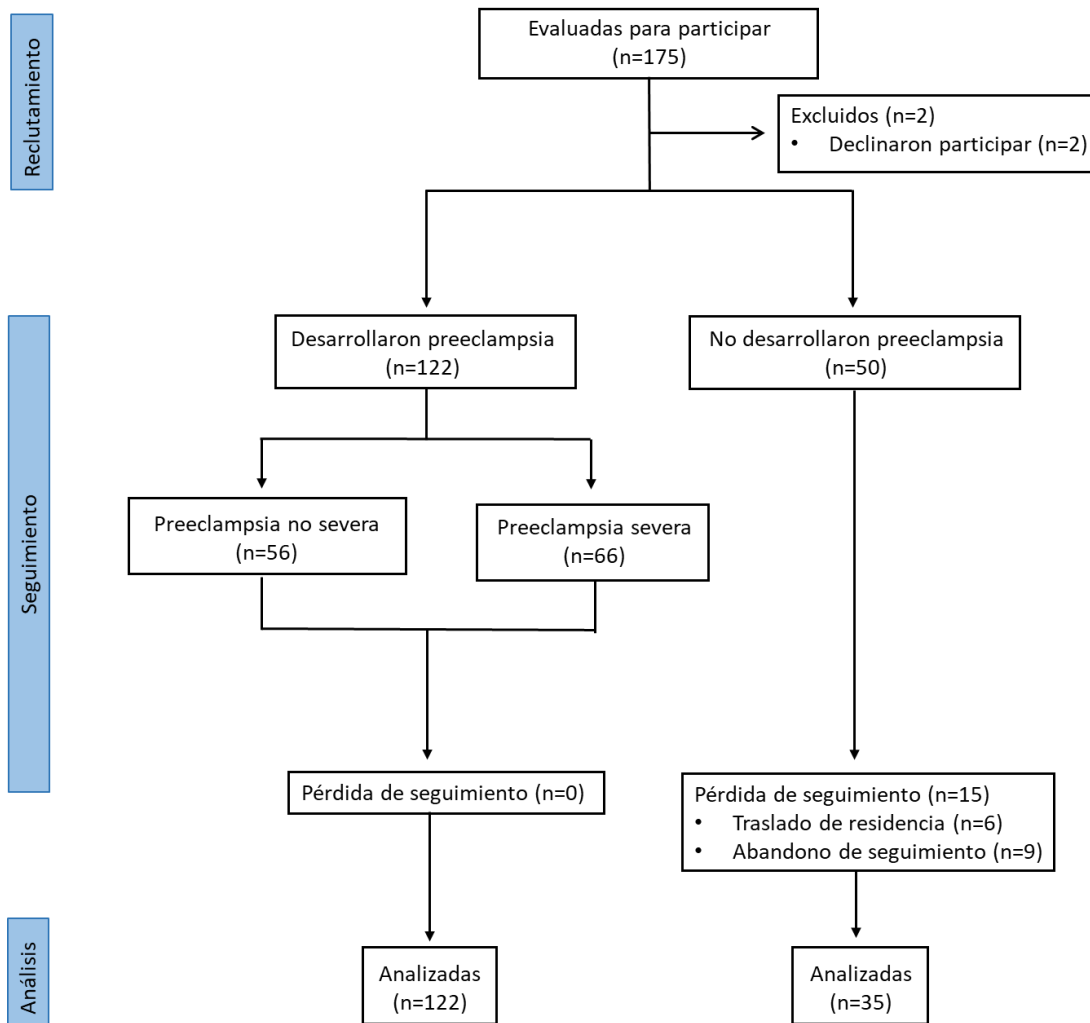 Reclutamiento
Evaluadas para participar
(n=175)
Excluidos (n=2)
• Declinaron participar (n=2)
Seguimiento
Desarrollaron preeclampsia
(n=122)
No desarrollaron preeclampsia
(n=50)
Preeclampsia no severa
(n=56)
Preeclampsia severa
(n=66)
Pérdida de seguimiento (n=0)
Pérdida de seguimiento (n=15)
• Traslado de residencia (n=6)
• Abandono de seguimiento (n=9)
Análisis
Analizadas
(n=122)
Analizadas
(n=35)